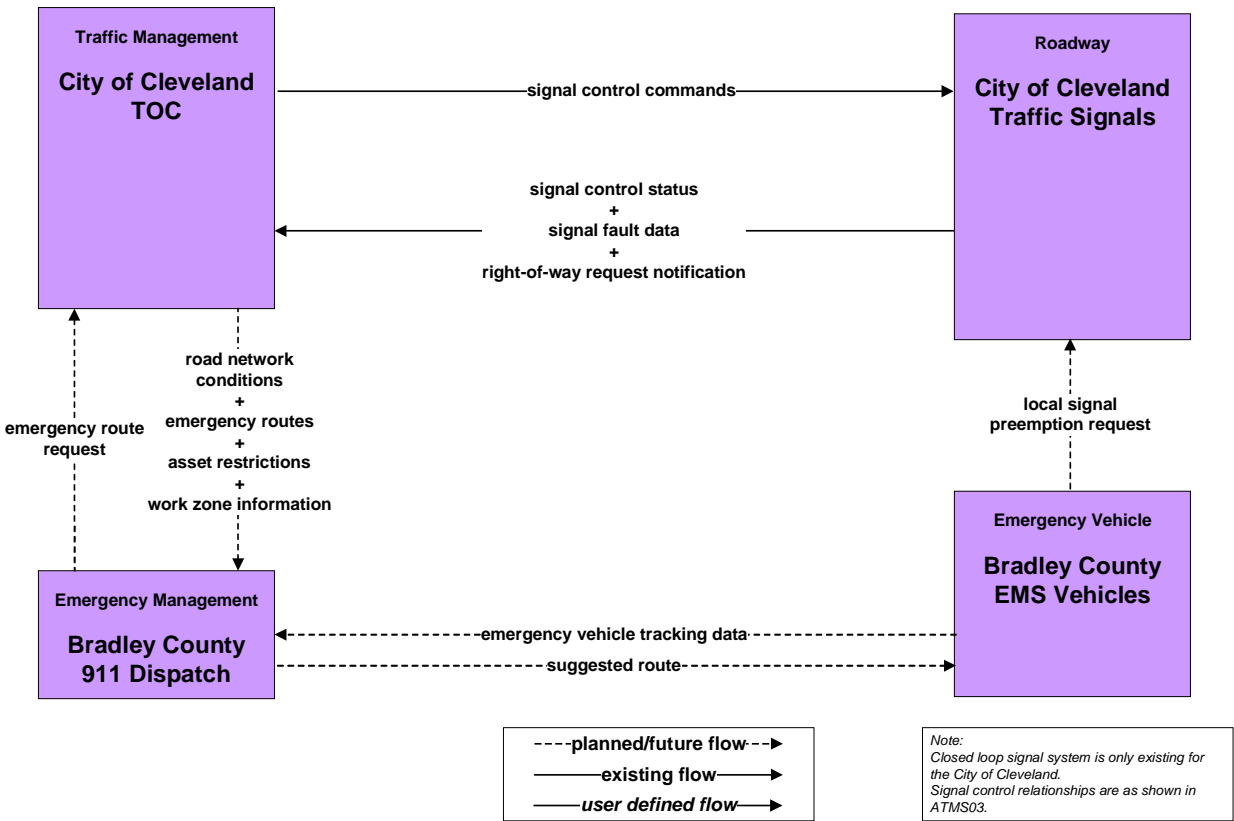 Traffic Management
City of Cleveland
TOC
Roadway
City of Cleveland
Traffic Signals
signal control commands
signal control status
+
signal fault data
+
right-of-way request notification
road network
conditions
+
emergency routes
+
asset restrictions
+
work zone information
emergency route
request
local signal
preemption request
Emergency Management
Bradley County
911 Dispatch
Emergency Vehicle
Bradley County
EMS Vehicles
emergency vehicle tracking data
suggested route
planned/future flow
existing flow
user defined flow
Note:
Closed loop signal system is only existing for
the City of Cleveland.
Signal control relationships are as shown in
ATMS03.